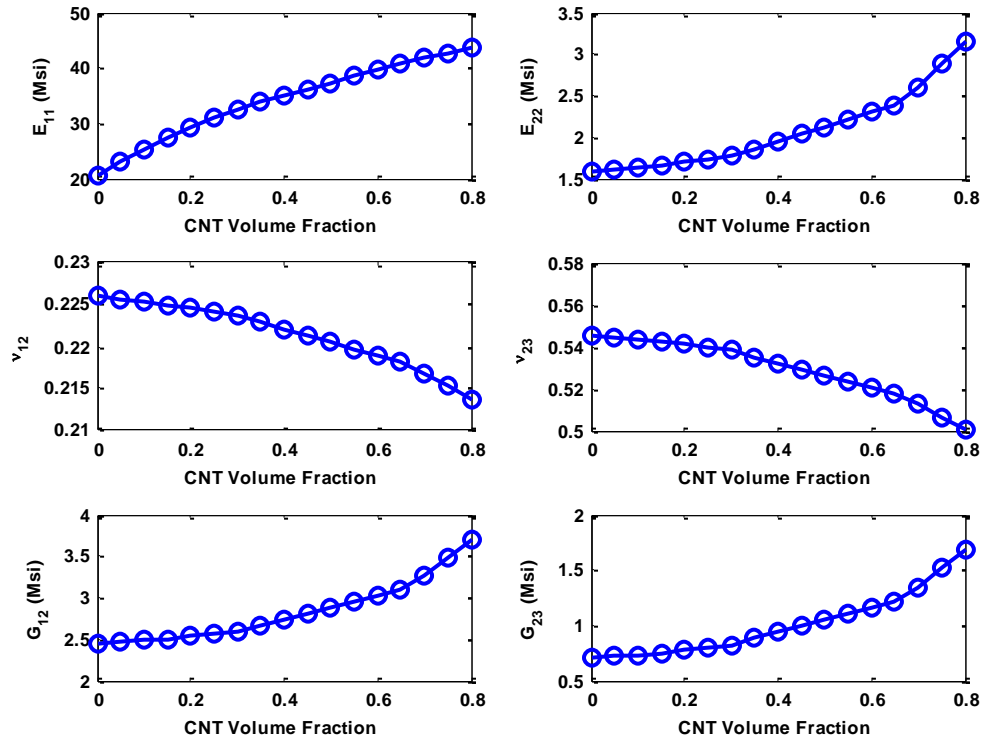 50
40
30
20
E11 (Msi)
0 0.2 0.4 0.6 0.8
CNT Volume Fraction
3.5
3
2.5
2
1.5
E22 (Msi)
0 0.2 0.4 0.6 0.8
CNT Volume Fraction
0.23
0.225
0.22
0.215
0.21
ν12
0 0.2 0.4 0.6 0.8
CNT Volume Fraction
0.58
0.56
0.54
0.52
0.5
ν23
0 0.2 0.4 0.6 0.8
CNT Volume Fraction
4
3.5
3
2.5
2
G12 (Msi)
0 0.2 0.4 0.6 0.8
CNT Volume Fraction
2
1.5
1
0.5
G23 (Msi)
0 0.2 0.4 0.6 0.8
CNT Volume Fraction